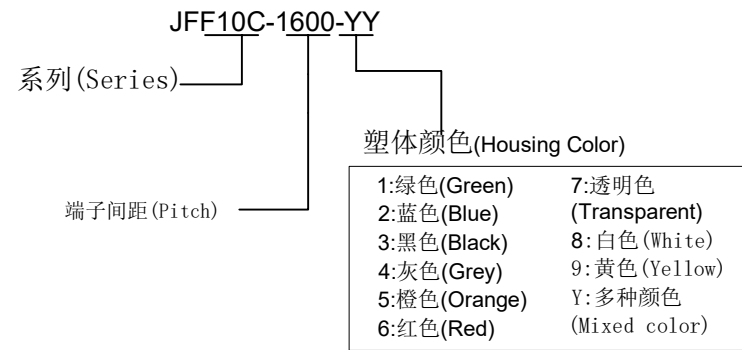 JFF10C-1600-YY
系列(Series)
塑体颜色(Housing Color)
端子间距(Pitch)
1:绿色(Green)
2:蓝色(Blue)
3:黑色(Black)
4:灰色(Grey)
5:橙色(Orange)
6:红色(Red)
7:透明色
(Transparent)
8:白色(White)
9:黄色(Yellow)
Y:多种颜色
(Mixed color)